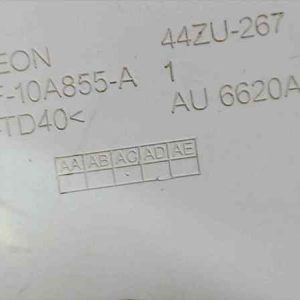 EON 44ZU-267
F-10A855-A 1
TD40< AU 6620A
AA AB AC AD AE